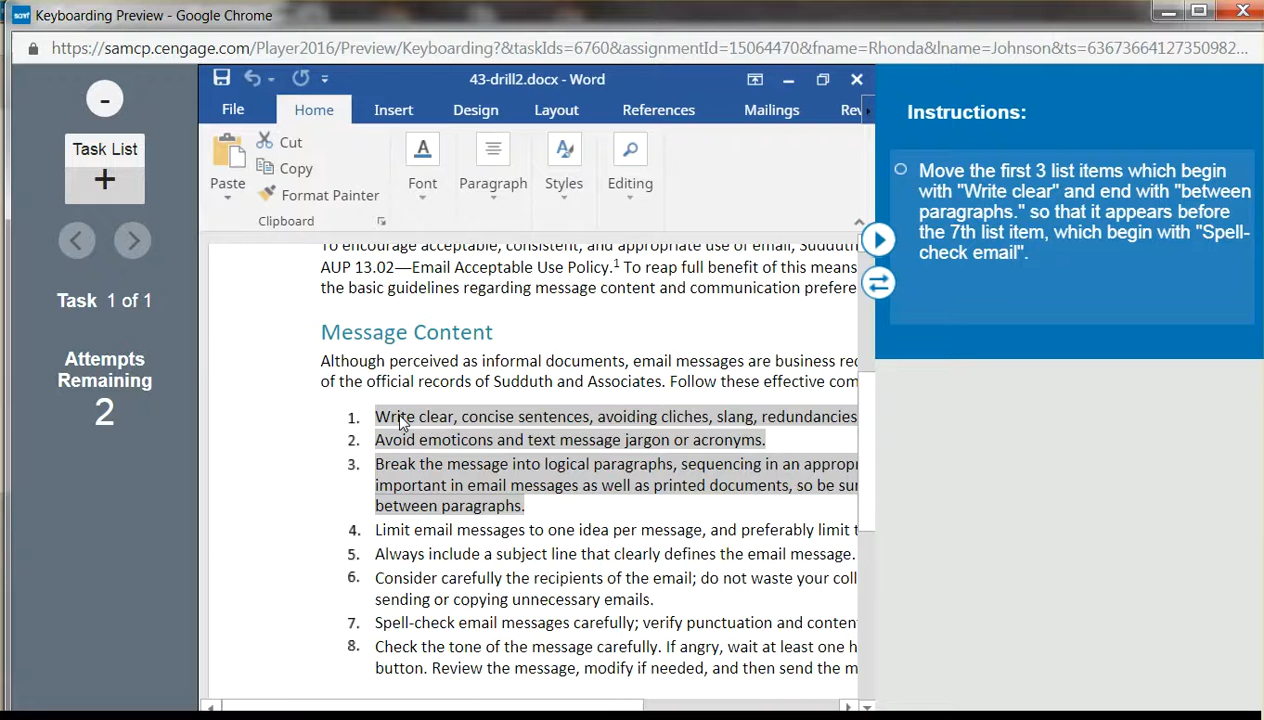 sam Keyboarding Preview - Google Chrome
https://samcp.cengage.com/Player2016/Preview/Keyboarding?&taskIds=6760&assignmentId=15064470&fname=Rhonda&lname=Johnson&ts=63673664127350982...
-
Task List
+
Task 1 of 1
Attempts
Remaining
2
43-drill2.docx - Word
File Home Insert Design Layout References Mailings Rev
Paste
Cut
Copy
Format Painter
Clipboard
A
Font
Paragraph
Styles
Editing
To encourage acceptable, consistent, and appropriate use of email, Sudduth
AUP 13.02—Email Acceptable Use Policy.1 To reap full benefit of this means
the basic guidelines regarding message content and communication prefere
Message Content
Although perceived as informal documents, email messages are business rec
of the official records of Sudduth and Associates. Follow these effective com
1. Write clear, concise sentences, avoiding cliches, slang, redundancies
2. Avoid emoticons and text message jargon or acronyms.
3. Break the message into logical paragraphs, sequencing in an appropr
important in email messages as well as printed documents, so be sur
between paragraphs.
4. Limit email messages to one idea per message, and preferably limit t
5. Always include a subject line that clearly defines the email message.
6. Consider carefully the recipients of the email; do not waste your coll
sending or copying unnecessary emails.
7. Spell-check email messages carefully; verify punctuation and conten
8. Check the tone of the message carefully. If angry, wait at least one h
button. Review the message, modify if needed, and then send the m
Instructions:
Move the first 3 list items which begin
with "Write clear" and end with "between
paragraphs." so that it appears before
the 7th list item, which begin with "Spell-
check email".